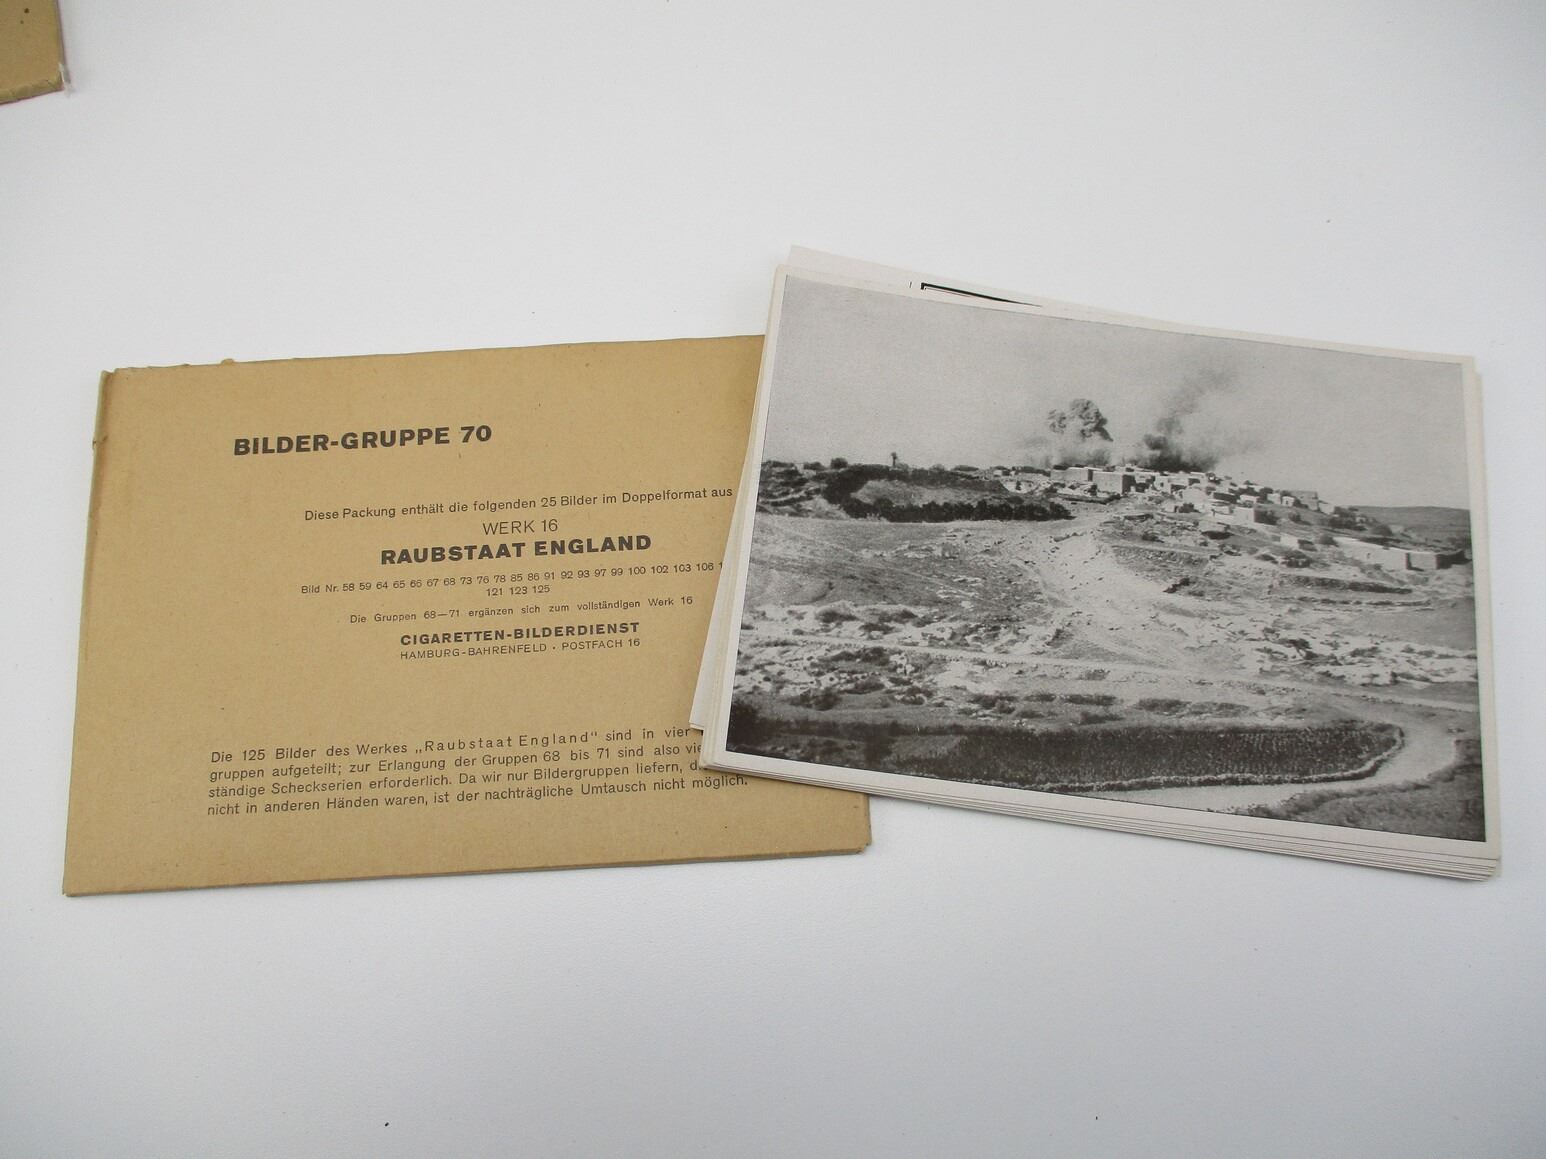 BILDER-GRUPPE 70
Diese Packung enthält die folgenden 25 Bilder im Doppelformat aus
WERK 16
RAUBSTAAT ENGLAND
Bild Nr. 58 59 64 65 66 67 68 73 76 78 85 86 91 92 93 97 99 100 102 103 106
121 123 125
Die Gruppen 68—71 ergänzen sich zum vollständigen Werk 16
CIGARETTEN-BILDERDIENST
HAMBURG-BAHRENFELD · POSTFACH 16
Die 125 Bilder des Werkes „Raubstaat England" sind in vier
gruppen aufgeteilt; zur Erlangung der Gruppen 68 bis 71 sind also
ständige Scheckserien erforderlich. Da wir nur Bildergruppen liefern,
nicht in anderen Händen waren, ist der nachträgliche Umtausch nicht möglich.